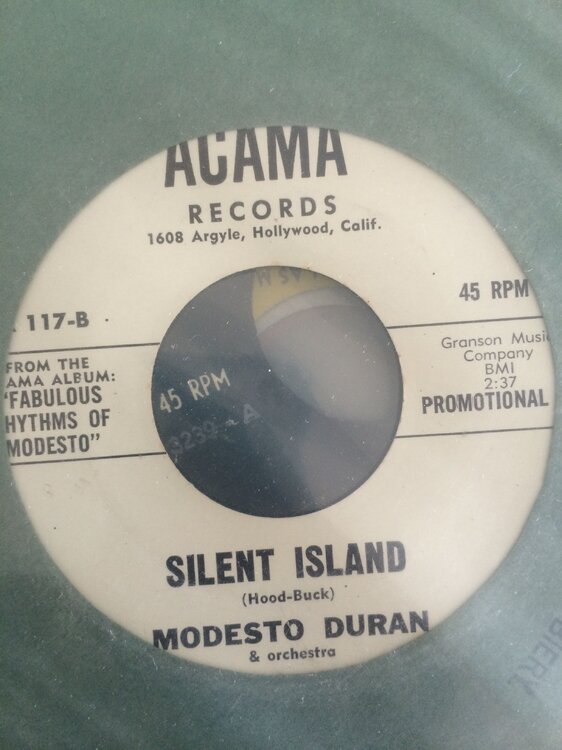 ACAMA
RECORDS
1608 Argyle, Hollywood, Calif.
117-B
45 RPM
FROM THE
AMA ALBUM:
"FABULOUS
HYTHMS OF
MODESTO"
Granson Music
Company
BMI
2:37
PROMOTIONAL
45 RPM
SILENT ISLAND
(Hood-Buck)
MODESTO DURAN
& orchestra